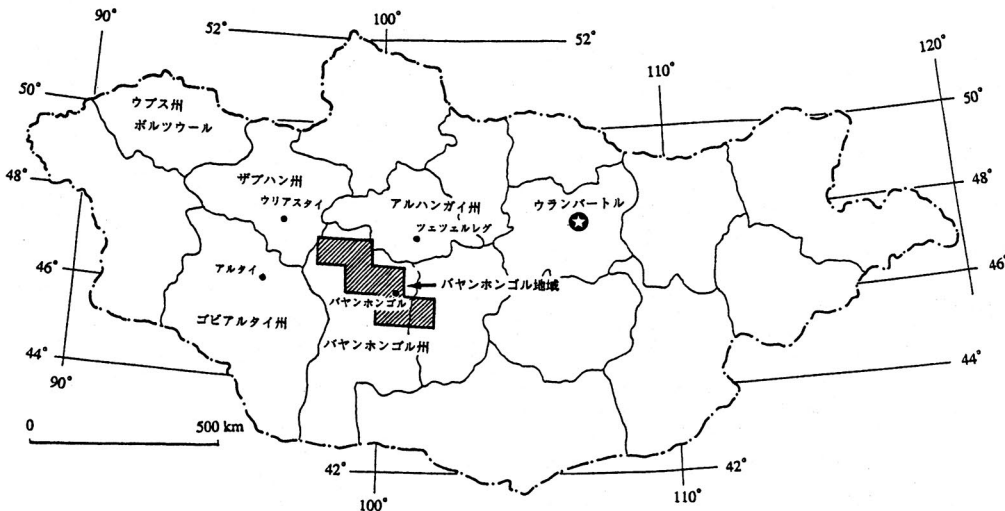 90°
52°
100°
52°
110°
120°
50°
50°
ウブス州
ボルツウール
48°
48°
ザブハン州
ウリアスタイ
アルハンガイ州
ツェツェルレグ
ウランバートル
46°
46°
アルタイ
バヤンホンゴル地域
バヤンホンゴル
ゴビアルタイ州
バヤンホンゴル州
44°
44°
90°
0
500 km
42°
42°
100°
110°